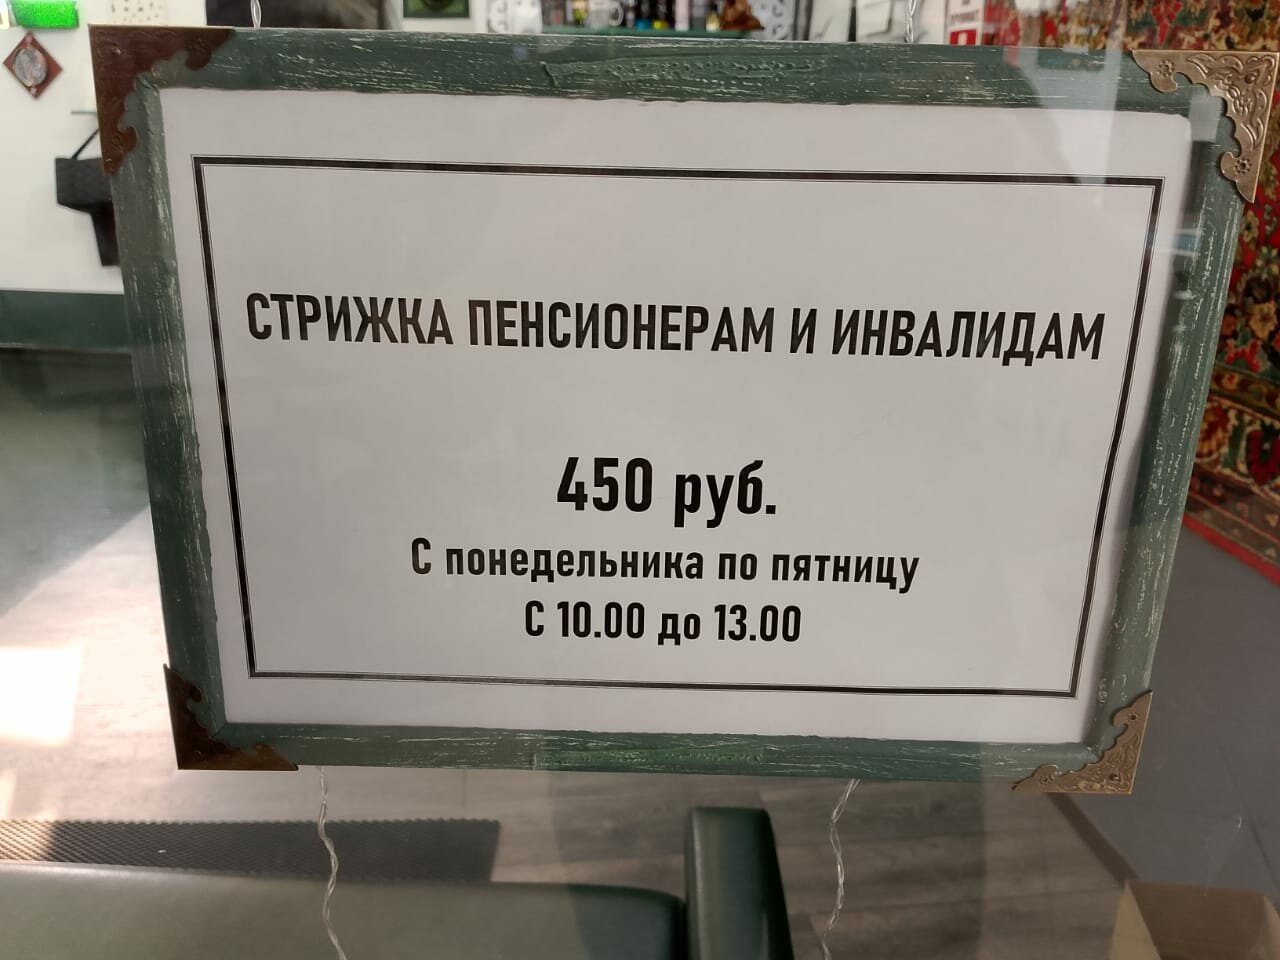 СТРИЖКА ПЕНСИОНЕРАМ И ИНВАЛИДАМ
450 руб.
С понедельника по пятницу
С 10.00 до 13.00